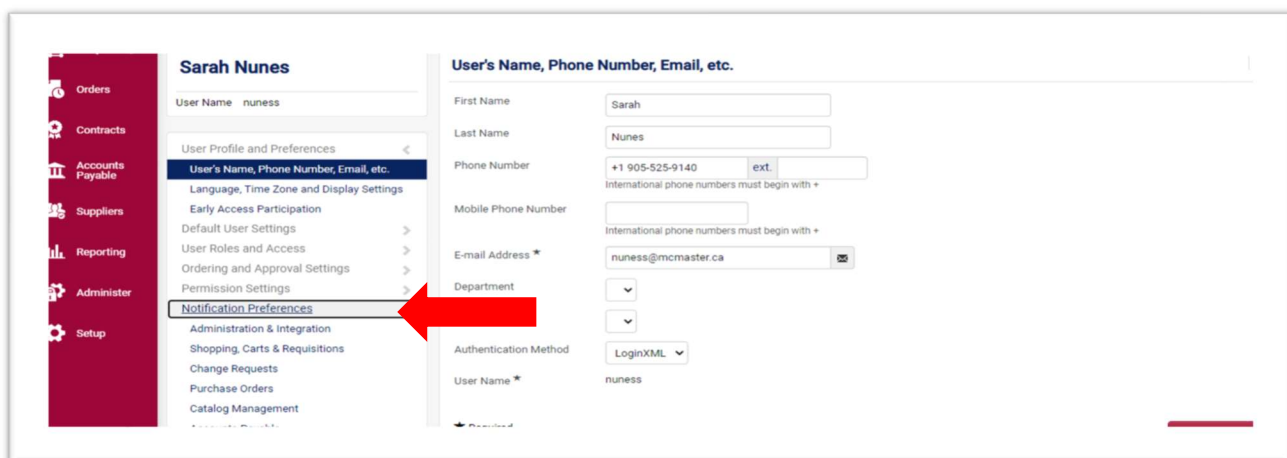 Orders
Contracts
Accounts
Payable
Suppliers
Reporting
Administer
Setup
Sarah Nunes
User Name nuness
User Profile and Preferences
User's Name, Phone Number, Email, etc.
Language, Time Zone and Display Settings
Early Access Participation
Default User Settings
User Roles and Access
Ordering and Approval Settings
Permission Settings
Notification Preferences
Administration & Integration
Shopping, Carts & Requisitions
Change Requests
Purchase Orders
Catalog Management
User's Name, Phone Number, Email, etc.
First Name Sarah
Last Name Nunes
Phone Number +1 905-525-9140 ext.
International phone numbers must begin with +
Mobile Phone Number
International phone numbers must begin with +
E-mail Address ★ nuness@mcmaster.ca
Department
Authentication Method LoginXML
User Name ★ nuness
★ Required